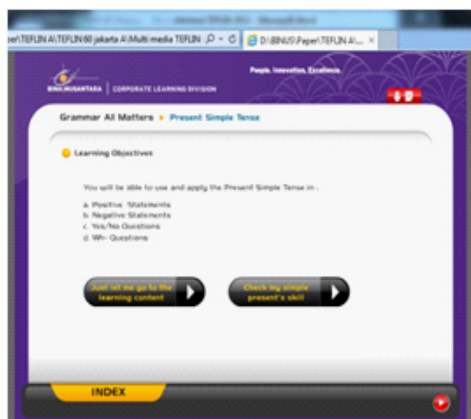 per\TEFLIN A\TEFLIN60 jakarta A\Multi media TEFLIN
D:\BINUS\Paper\TEFLIN A\...
People. Innovation. Excellence.
BINA NUSANTARA | CORPORATE LEARNING DIVISION
Grammar All Matters Present Simple Tense
Learning Objectives
You will be able to use and apply the Present Simple Tense in :
a. Positive Statements
b. Negative Statements
c. Yes/No Questions
d. Wh- Questions
Just let me go to the
learning content
Check my simple
present's skill
INDEX